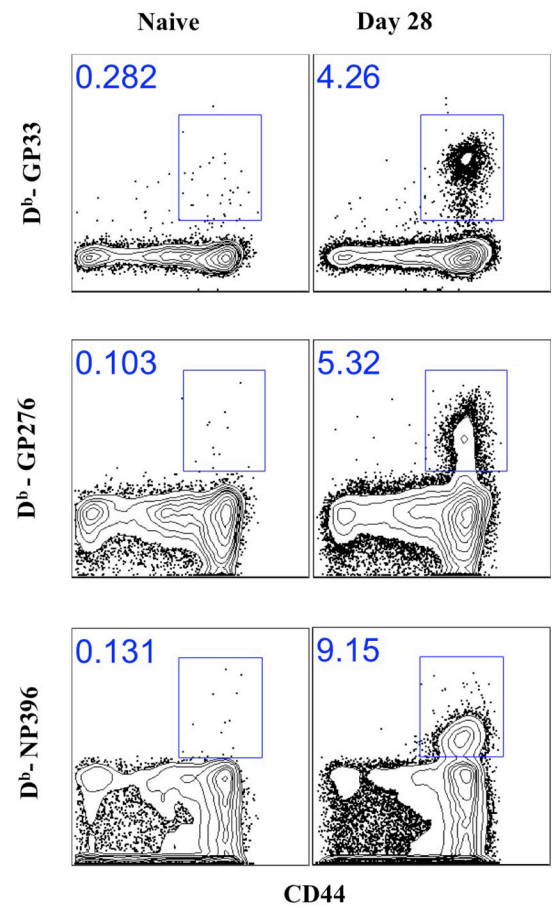 Naive Day 28
Dᵇ- GP33
0.282 4.26
Dᵇ- GP276
0.103 5.32
Dᵇ- NP396
0.131 9.15
CD44